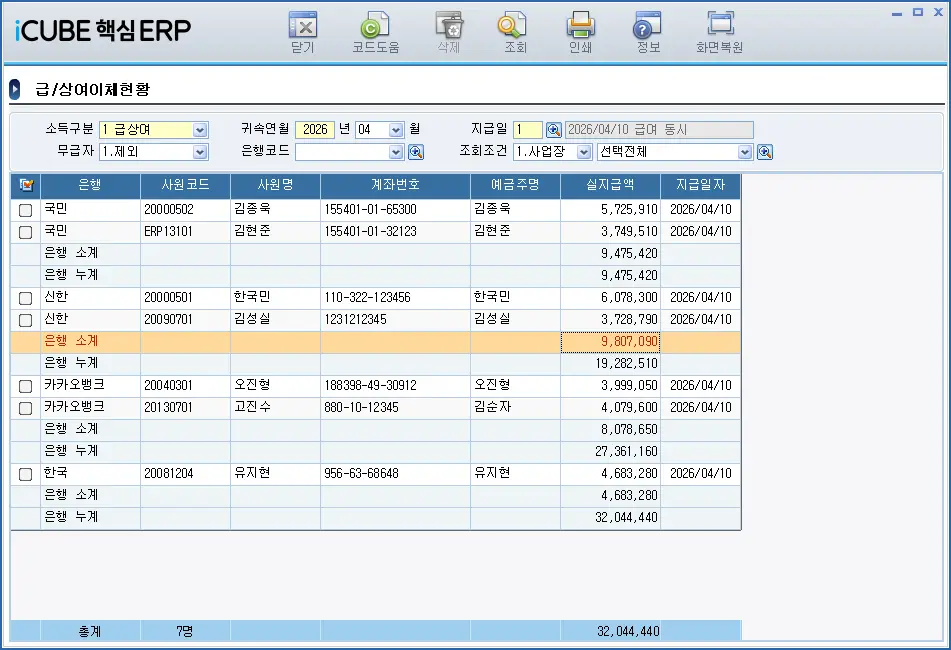 iCUBE 핵심ERP
닫기 코드도움 삭제 조회 인쇄 정보 화면복원
급/상여이체현황
소득구분 1 급상여 귀속연월 2026 년 04 월 지급일 1 2026/04/10 급여 동시
무급자 1.제외 은행코드 조회조건 1.사업장 선택전체
은행 사원코드 사원명 계좌번호 예금주명 실지급액 지급일자
국민 20000502 김종욱 155401-01-65300 김종욱 5,725,910 2026/04/10
국민 ERP13101 김현준 155401-01-32123 김현준 3,749,510 2026/04/10
은행 소계 9,475,420
은행 누계 9,475,420
신한 20000501 한국민 110-322-123456 한국민 6,078,300 2026/04/10
신한 20090701 김성실 1231212345 김성실 3,728,790 2026/04/10
은행 소계 9,807,090
은행 누계 19,282,510
카카오뱅크 20040301 오진형 188398-49-30912 오진형 3,999,050 2026/04/10
카카오뱅크 20130701 고진수 880-10-12345 김순자 4,079,600 2026/04/10
은행 소계 8,078,650
은행 누계 27,361,160
한국 20081204 유지현 956-63-68648 유지현 4,683,280 2026/04/10
은행 소계 4,683,280
은행 누계 32,044,440
총계 7명 32,044,440